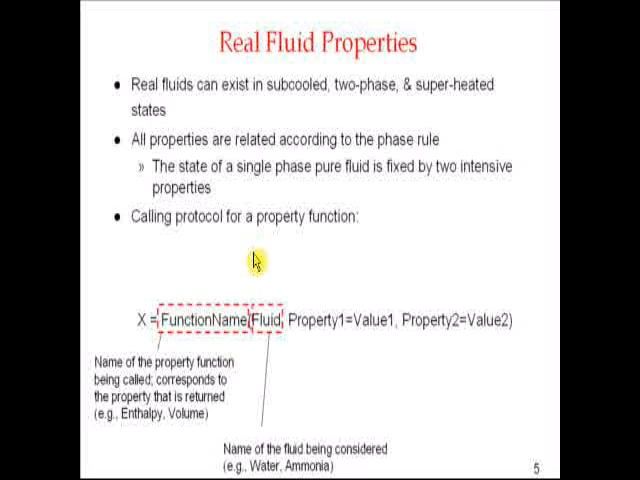 Real Fluid Properties
● Real fluids can exist in subcooled, two-phase, & super-heated
states
● All properties are related according to the phase rule
» The state of a single phase pure fluid is fixed by two intensive
properties
● Calling protocol for a property function:
X = FunctionName(Fluid, Property1=Value1, Property2=Value2)
Name of the property function
being called; corresponds to
the property that is returned
(e.g., Enthalpy, Volume)
Name of the fluid being considered
(e.g., Water, Ammonia)
5